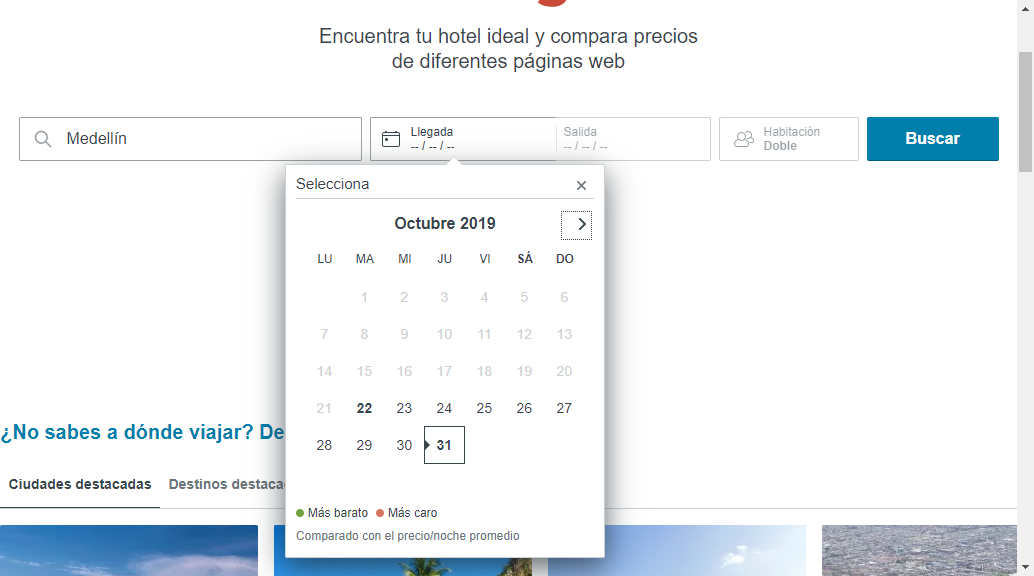 Encuentra tu hotel ideal y compara precios
de diferentes páginas web
Medellín
Llegada
-- / -- / --
Salida
-- / -- / --
Habitación
Doble
Buscar
Selecciona
Octubre 2019
LU MA MI JU VI SÁ DO
1 2 3 4 5 6
7 8 9 10 11 12 13
14 15 16 17 18 19 20
21 22 23 24 25 26 27
28 29 30 31
Más barato Más caro
Comparado con el precio/noche promedio
¿No sabes a dónde viajar? De
Ciudades destacadas Destinos destaca